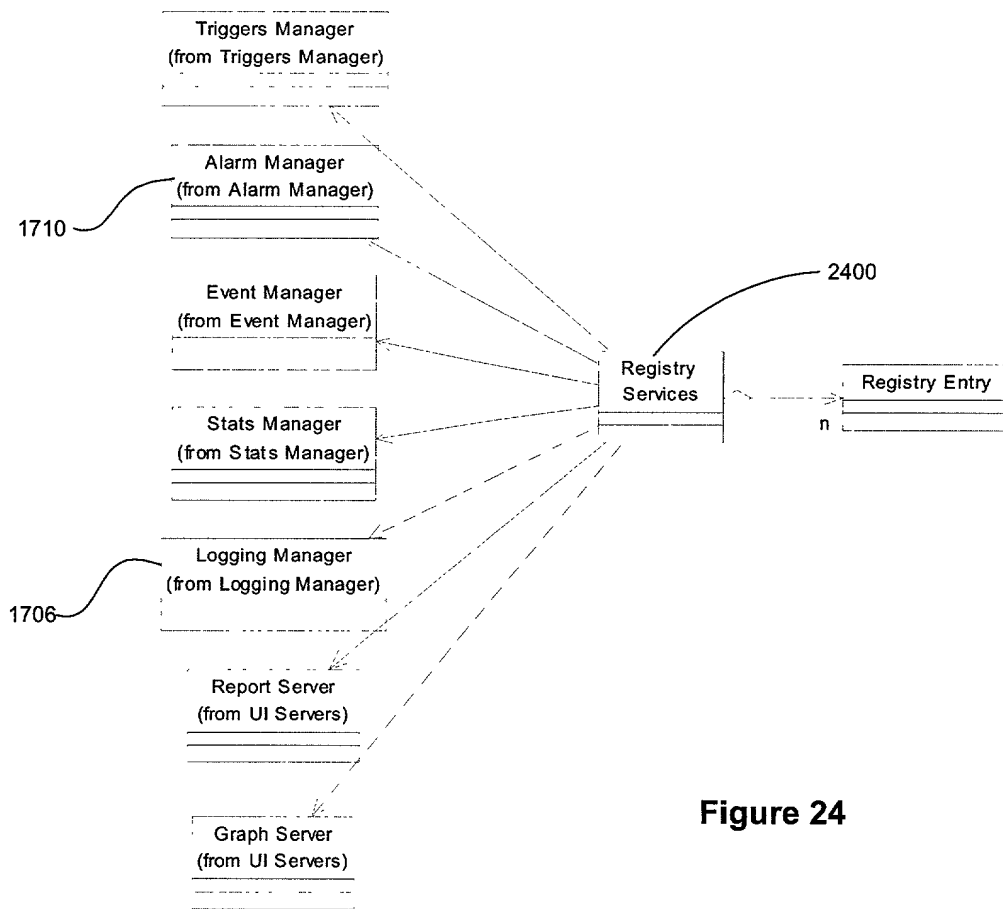 Triggers Manager
(from Triggers Manager)
Alarm Manager
(from Alarm Manager)
1710
Event Manager
(from Event Manager)
2400
Registry
Services
Registry Entry
n
Stats Manager
(from Stats Manager)
Logging Manager
(from Logging Manager)
1706
Report Server
(from UI Servers)
Graph Server
(from UI Servers)
Figure 24